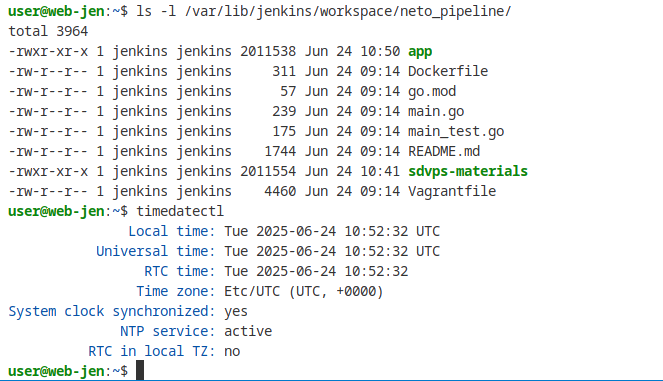 user@web-jen:~$ ls -l /var/lib/jenkins/workspace/neto_pipeline/
total 3964
-rwxr-xr-x 1 jenkins jenkins 2011538 Jun 24 10:50 app
-rw-r--r-- 1 jenkins jenkins     311 Jun 24 09:14 Dockerfile
-rw-r--r-- 1 jenkins jenkins      57 Jun 24 09:14 go.mod
-rw-r--r-- 1 jenkins jenkins     239 Jun 24 09:14 main.go
-rw-r--r-- 1 jenkins jenkins     175 Jun 24 09:14 main_test.go
-rw-r--r-- 1 jenkins jenkins    1744 Jun 24 09:14 README.md
-rwxr-xr-x 1 jenkins jenkins 2011554 Jun 24 10:41 sdvps-materials
-rw-r--r-- 1 jenkins jenkins    4460 Jun 24 09:14 Vagrantfile
user@web-jen:~$ timedatectl
               Local time: Tue 2025-06-24 10:52:32 UTC
           Universal time: Tue 2025-06-24 10:52:32 UTC
                 RTC time: Tue 2025-06-24 10:52:32
                Time zone: Etc/UTC (UTC, +0000)
System clock synchronized: yes
              NTP service: active
          RTC in local TZ: no
user@web-jen:~$